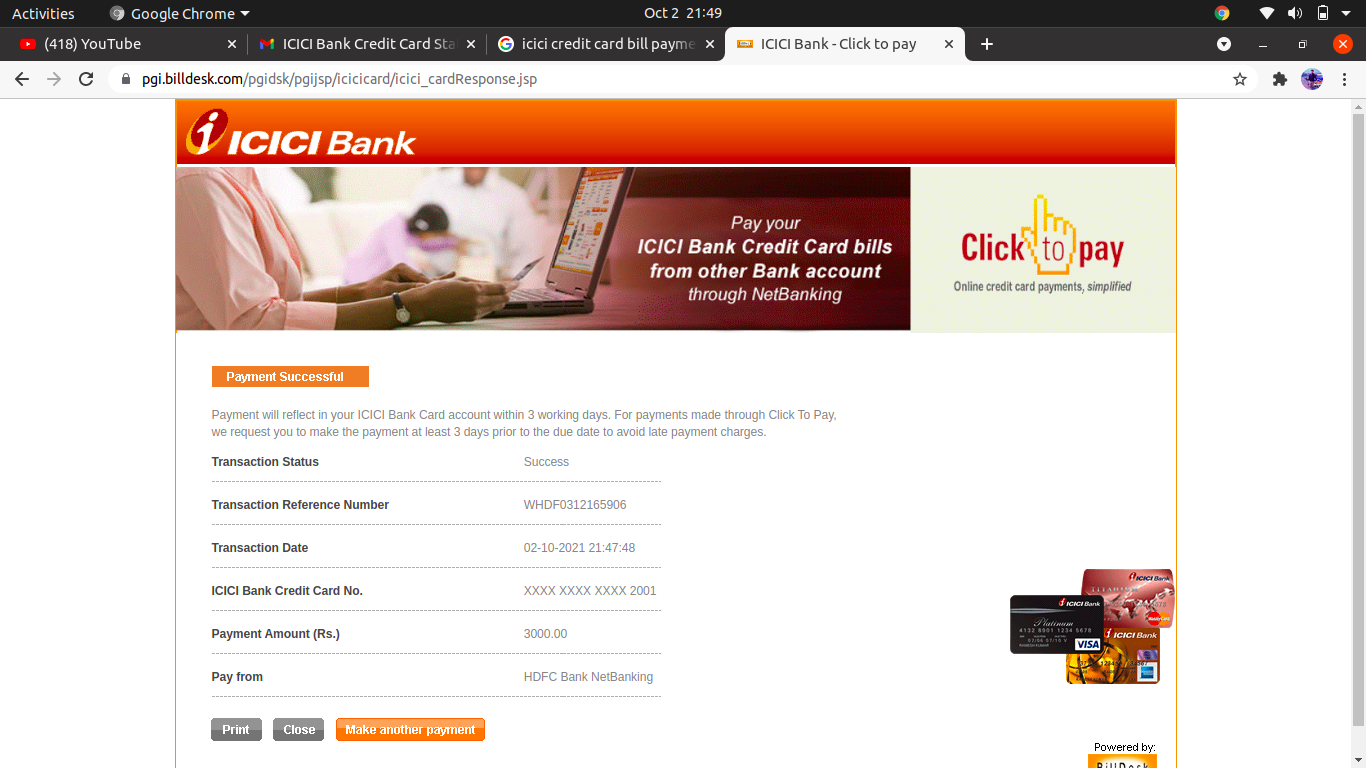 Activities
Google Chrome
Oct 2 21:49
(418) YouTube
ICICI Bank Credit Card Sta
icici credit card bill payme
ICICI Bank - Click to pay
pgi.billdesk.com/pgidsk/pgijsp/icicicard/icici_cardResponse.jsp
ICICI Bank
Pay your
ICICI Bank Credit Card bills
from other Bank account
through NetBanking
Click to pay
Online credit card payments, simplified
Payment Successful
Payment will reflect in your ICICI Bank Card account within 3 working days. For payments made through Click To Pay,
we request you to make the payment at least 3 days prior to the due date to avoid late payment charges.
Transaction Status Success
Transaction Reference Number WHDF0312165906
Transaction Date 02-10-2021 21:47:48
ICICI Bank Credit Card No. XXXX XXXX XXXX 2001
Payment Amount (Rs.) 3000.00
Pay from HDFC Bank NetBanking
ICICI Bank
TITANIUM
MasterCard
ICICI Bank
Platinum
VISA
ICICI Bank
Print
Close
Make another payment
Powered by:
BillDesk